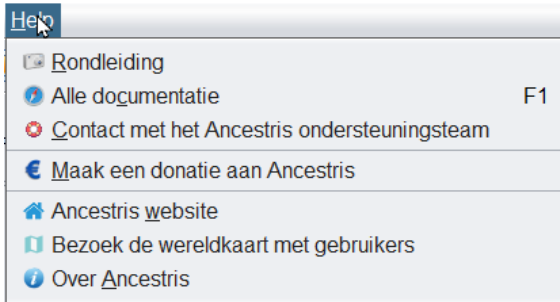 Help
Rondleiding
Alle documentatie F1
Contact met het Ancestris ondersteuningsteam
Maak een donatie aan Ancestris
Ancestris website
Bezoek de wereldkaart met gebruikers
Over Ancestris